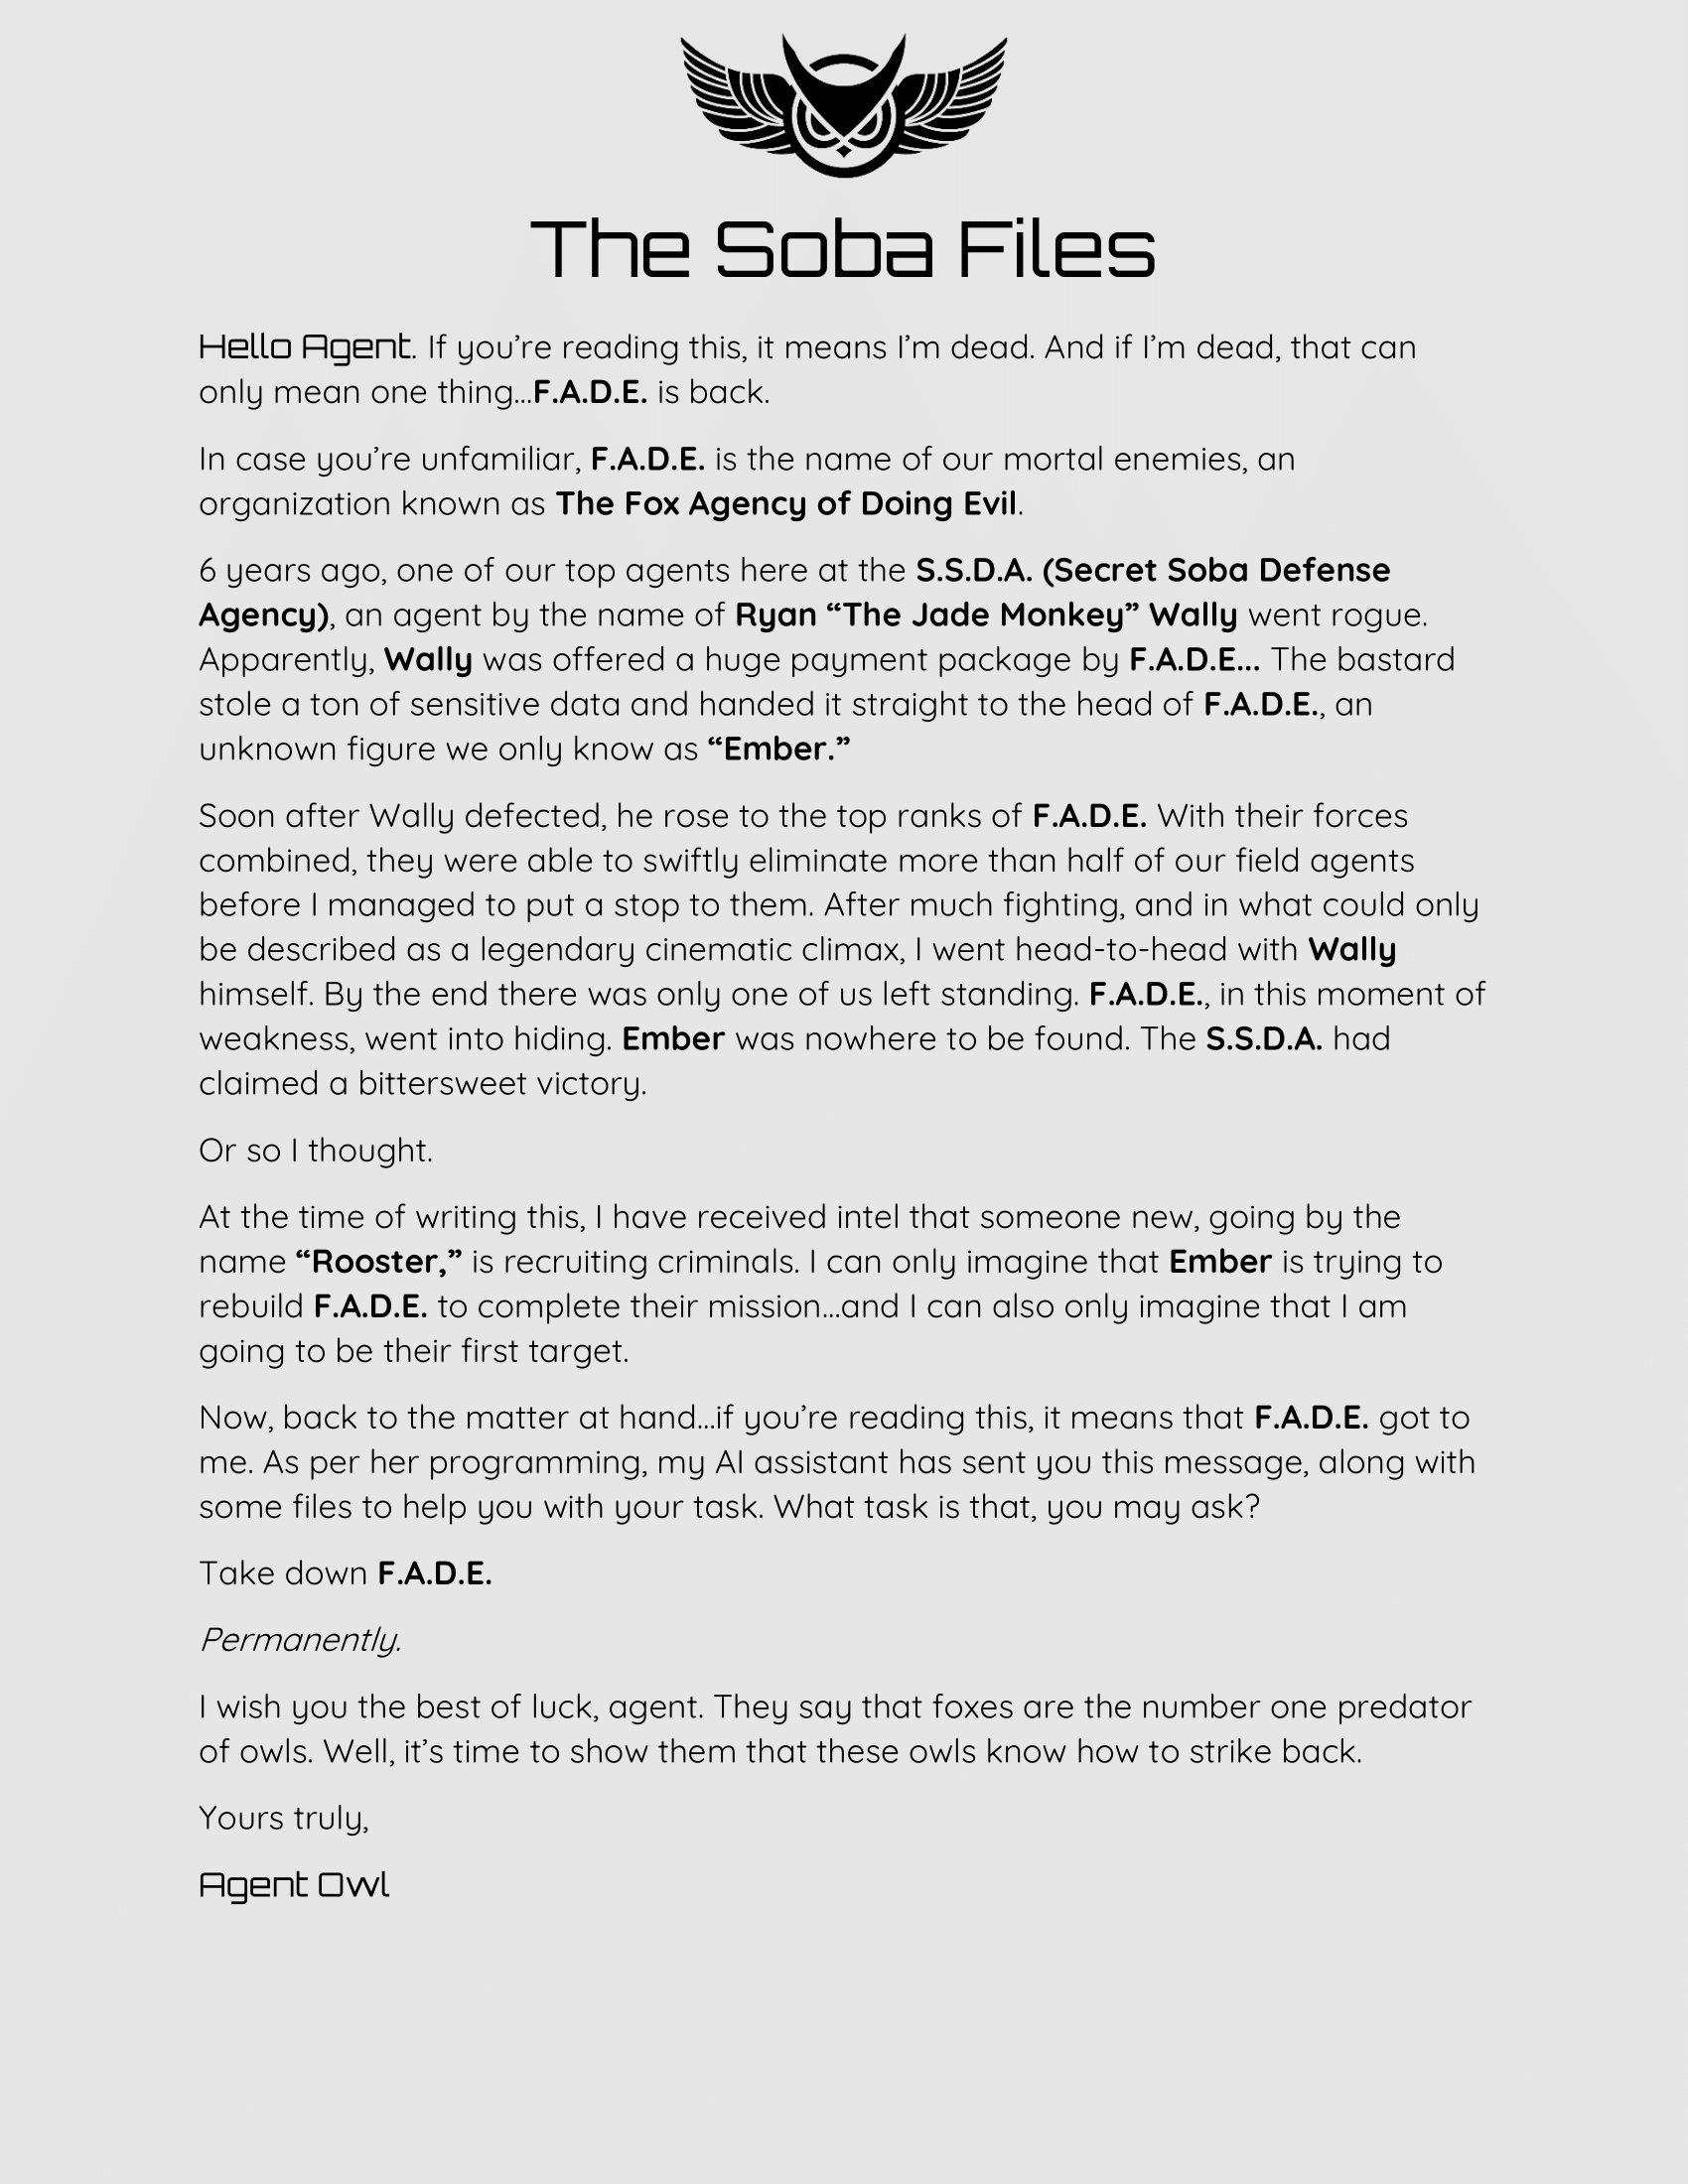 The Soba Files
Hello Agent. If you’re reading this, it means I’m dead. And if I’m dead, that can
only mean one thing...F.A.D.E. is back.
In case you’re unfamiliar, F.A.D.E. is the name of our mortal enemies, an
organization known as The Fox Agency of Doing Evil.
6 years ago, one of our top agents here at the S.S.D.A. (Secret Soba Defense
Agency), an agent by the name of Ryan “The Jade Monkey” Wally went rogue.
Apparently, Wally was offered a huge payment package by F.A.D.E... The bastard
stole a ton of sensitive data and handed it straight to the head of F.A.D.E., an
unknown figure we only know as “Ember.”
Soon after Wally defected, he rose to the top ranks of F.A.D.E. With their forces
combined, they were able to swiftly eliminate more than half of our field agents
before I managed to put a stop to them. After much fighting, and in what could only
be described as a legendary cinematic climax, I went head-to-head with Wally
himself. By the end there was only one of us left standing. F.A.D.E., in this moment of
weakness, went into hiding. Ember was nowhere to be found. The S.S.D.A. had
claimed a bittersweet victory.
Or so I thought.
At the time of writing this, I have received intel that someone new, going by the
name “Rooster,” is recruiting criminals. I can only imagine that Ember is trying to
rebuild F.A.D.E. to complete their mission...and I can also only imagine that I am
going to be their first target.
Now, back to the matter at hand...if you’re reading this, it means that F.A.D.E. got to
me. As per her programming, my AI assistant has sent you this message, along with
some files to help you with your task. What task is that, you may ask?
Take down F.A.D.E.
Permanently.
I wish you the best of luck, agent. They say that foxes are the number one predator
of owls. Well, it’s time to show them that these owls know how to strike back.
Yours truly,
Agent Owl